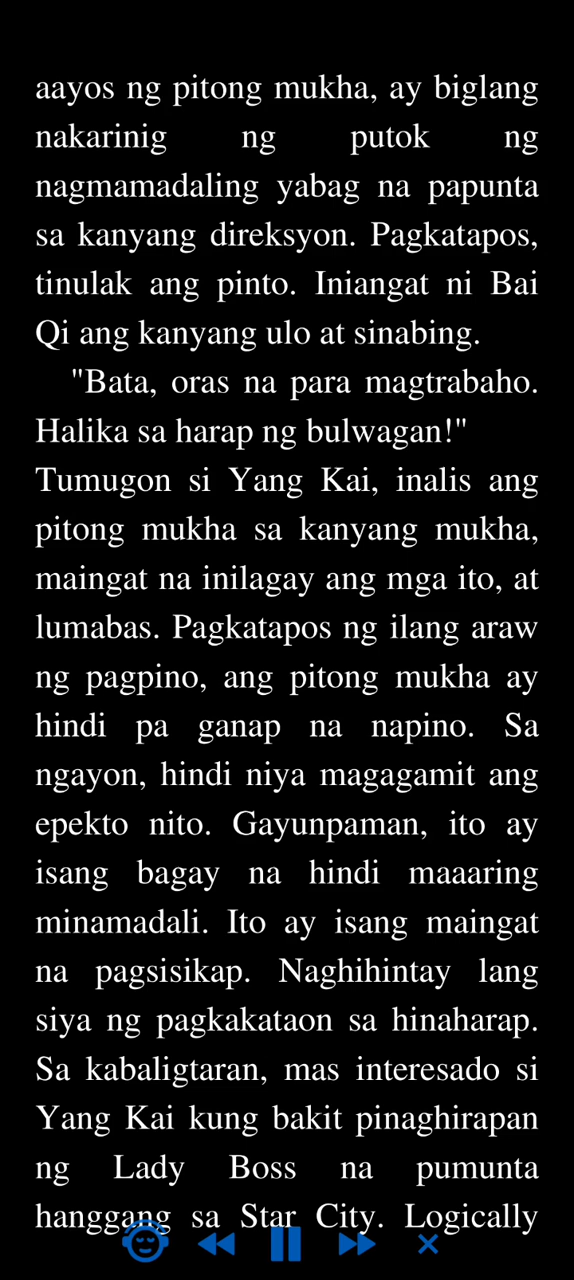 aayos ng pitong mukha, ay biglang
nakarinig ng putok ng
nagmamadaling yabag na papunta
sa kanyang direksyon. Pagkatapos,
tinulak ang pinto. Iniangat ni Bai
Qi ang kanyang ulo at sinabing.
"Bata, oras na para magtrabaho.
Halika sa harap ng bulwagan!"
Tumugon si Yang Kai, inalis ang
pitong mukha sa kanyang mukha,
maingat na inilagay ang mga ito, at
lumabas. Pagkatapos ng ilang araw
ng pagpino, ang pitong mukha ay
hindi pa ganap na napino. Sa
ngayon, hindi niya magagamit ang
epekto nito. Gayunpaman, ito ay
isang bagay na hindi maaaring
minamadali. Ito ay isang maingat
na pagsisikap. Naghihintay lang
siya ng pagkakataon sa hinaharap.
Sa kabaligtaran, mas interesado si
Yang Kai kung bakit pinaghirapan
ng Lady Boss na pumunta
hanggang sa Star City. Logically